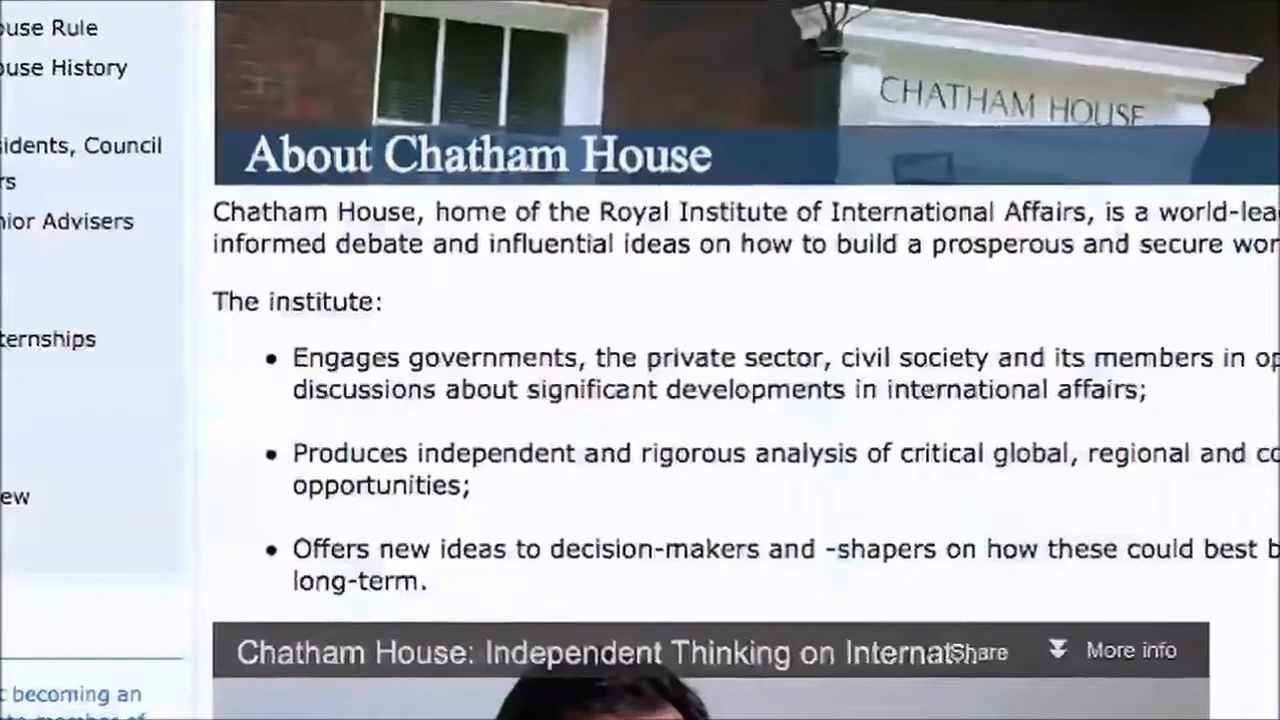 ouse Rule
ouse History
idents, Council
rs
nior Advisers
ternships
ew
becoming an
CHATHAM HOUSE
About Chatham House
Chatham House, home of the Royal Institute of International Affairs, is a world-lea
informed debate and influential ideas on how to build a prosperous and secure wor
The institute:
• Engages governments, the private sector, civil society and its members in op
discussions about significant developments in international affairs;
• Produces independent and rigorous analysis of critical global, regional and co
opportunities;
• Offers new ideas to decision-makers and -shapers on how these could best b
long-term.
Chatham House: Independent Thinking on Internat... Share More info